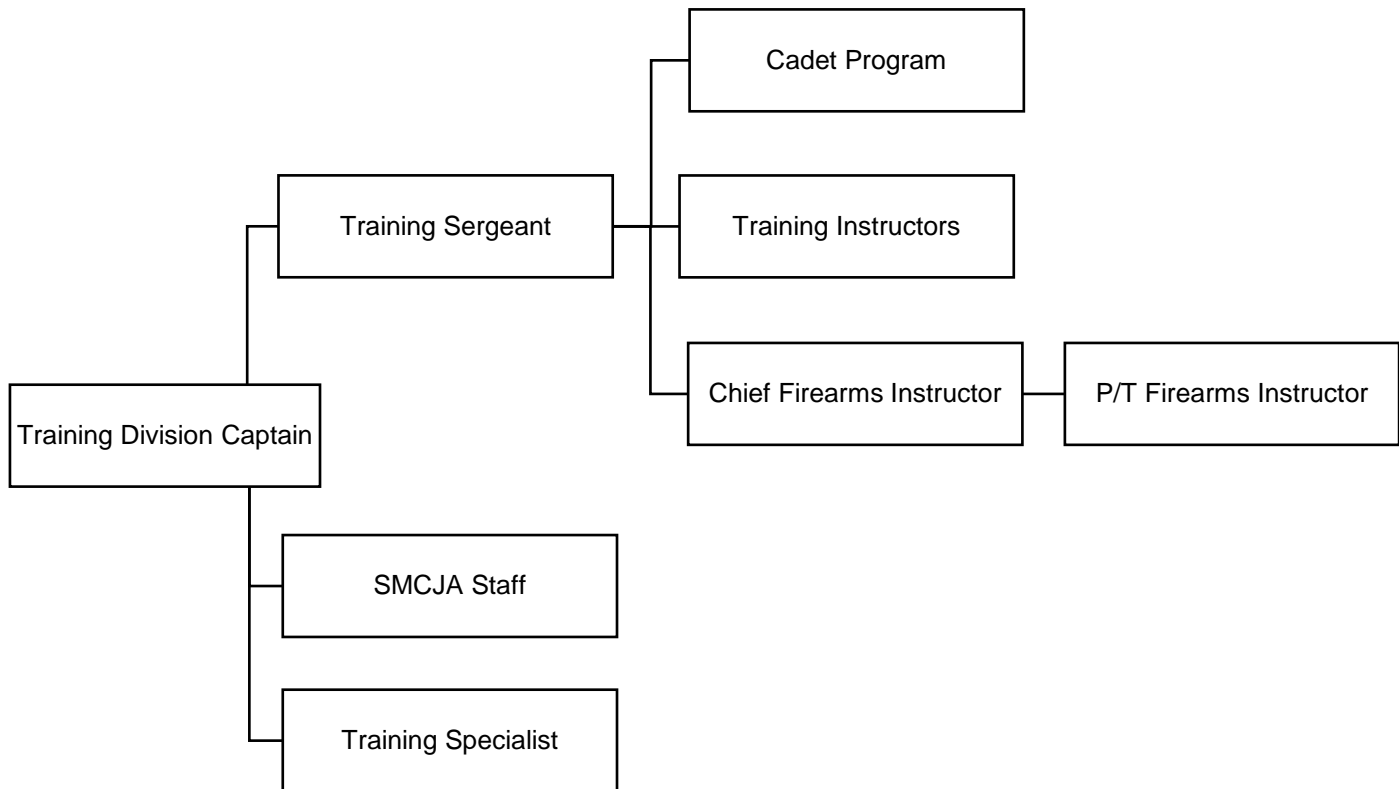 Cadet Program
Training Sergeant
Training Instructors
Chief Firearms Instructor
P/T Firearms Instructor
Training Division Captain
SMCJA Staff
Training Specialist